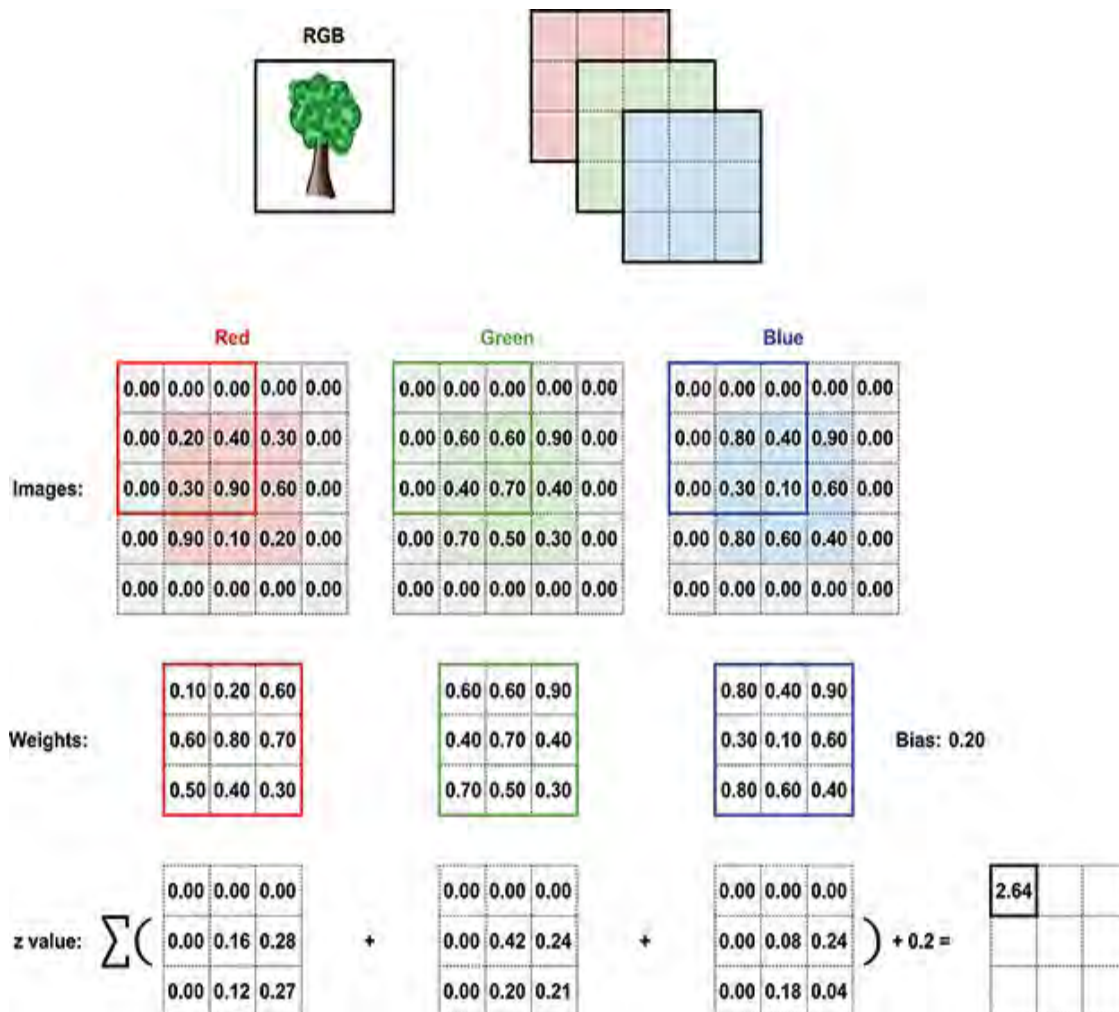 RGB
Red Green Blue
0.00 0.00 0.00 0.00 0.00 0.00 0.00 0.00 0.00 0.00 0.00 0.00 0.00 0.00 0.00
0.00 0.20 0.40 0.30 0.00 0.00 0.60 0.60 0.90 0.00 0.00 0.80 0.40 0.90 0.00
Images: 0.00 0.30 0.90 0.60 0.00 0.00 0.40 0.70 0.40 0.00 0.00 0.30 0.10 0.60 0.00
0.00 0.90 0.10 0.20 0.00 0.00 0.70 0.50 0.30 0.00 0.00 0.80 0.60 0.40 0.00
0.00 0.00 0.00 0.00 0.00 0.00 0.00 0.00 0.00 0.00 0.00 0.00 0.00 0.00 0.00
0.10 0.20 0.60 0.60 0.60 0.90 0.80 0.40 0.90
Weights: 0.60 0.80 0.70 0.40 0.70 0.40 0.30 0.10 0.60 Bias: 0.20
0.50 0.40 0.30 0.70 0.50 0.30 0.80 0.60 0.40
0.00 0.00 0.00 0.00 0.00 0.00 0.00 0.00 0.00 2.64
z value: ∑( 0.00 0.16 0.28 + 0.00 0.42 0.24 + 0.00 0.08 0.24 ) + 0.2 =
0.00 0.12 0.27 0.00 0.20 0.21 0.00 0.18 0.04